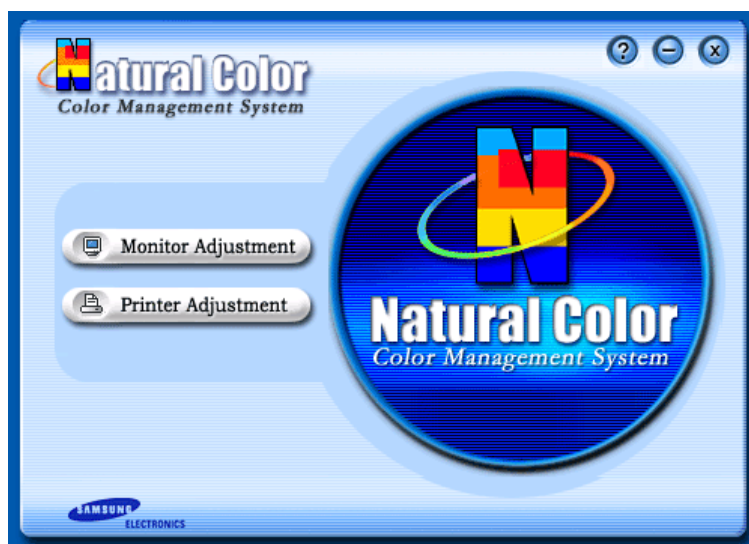 Natural Color
Color Management System
?
x
Monitor Adjustment
Printer Adjustment
N
Natural Color
Color Management System
SAMSUNG
ELECTRONICS